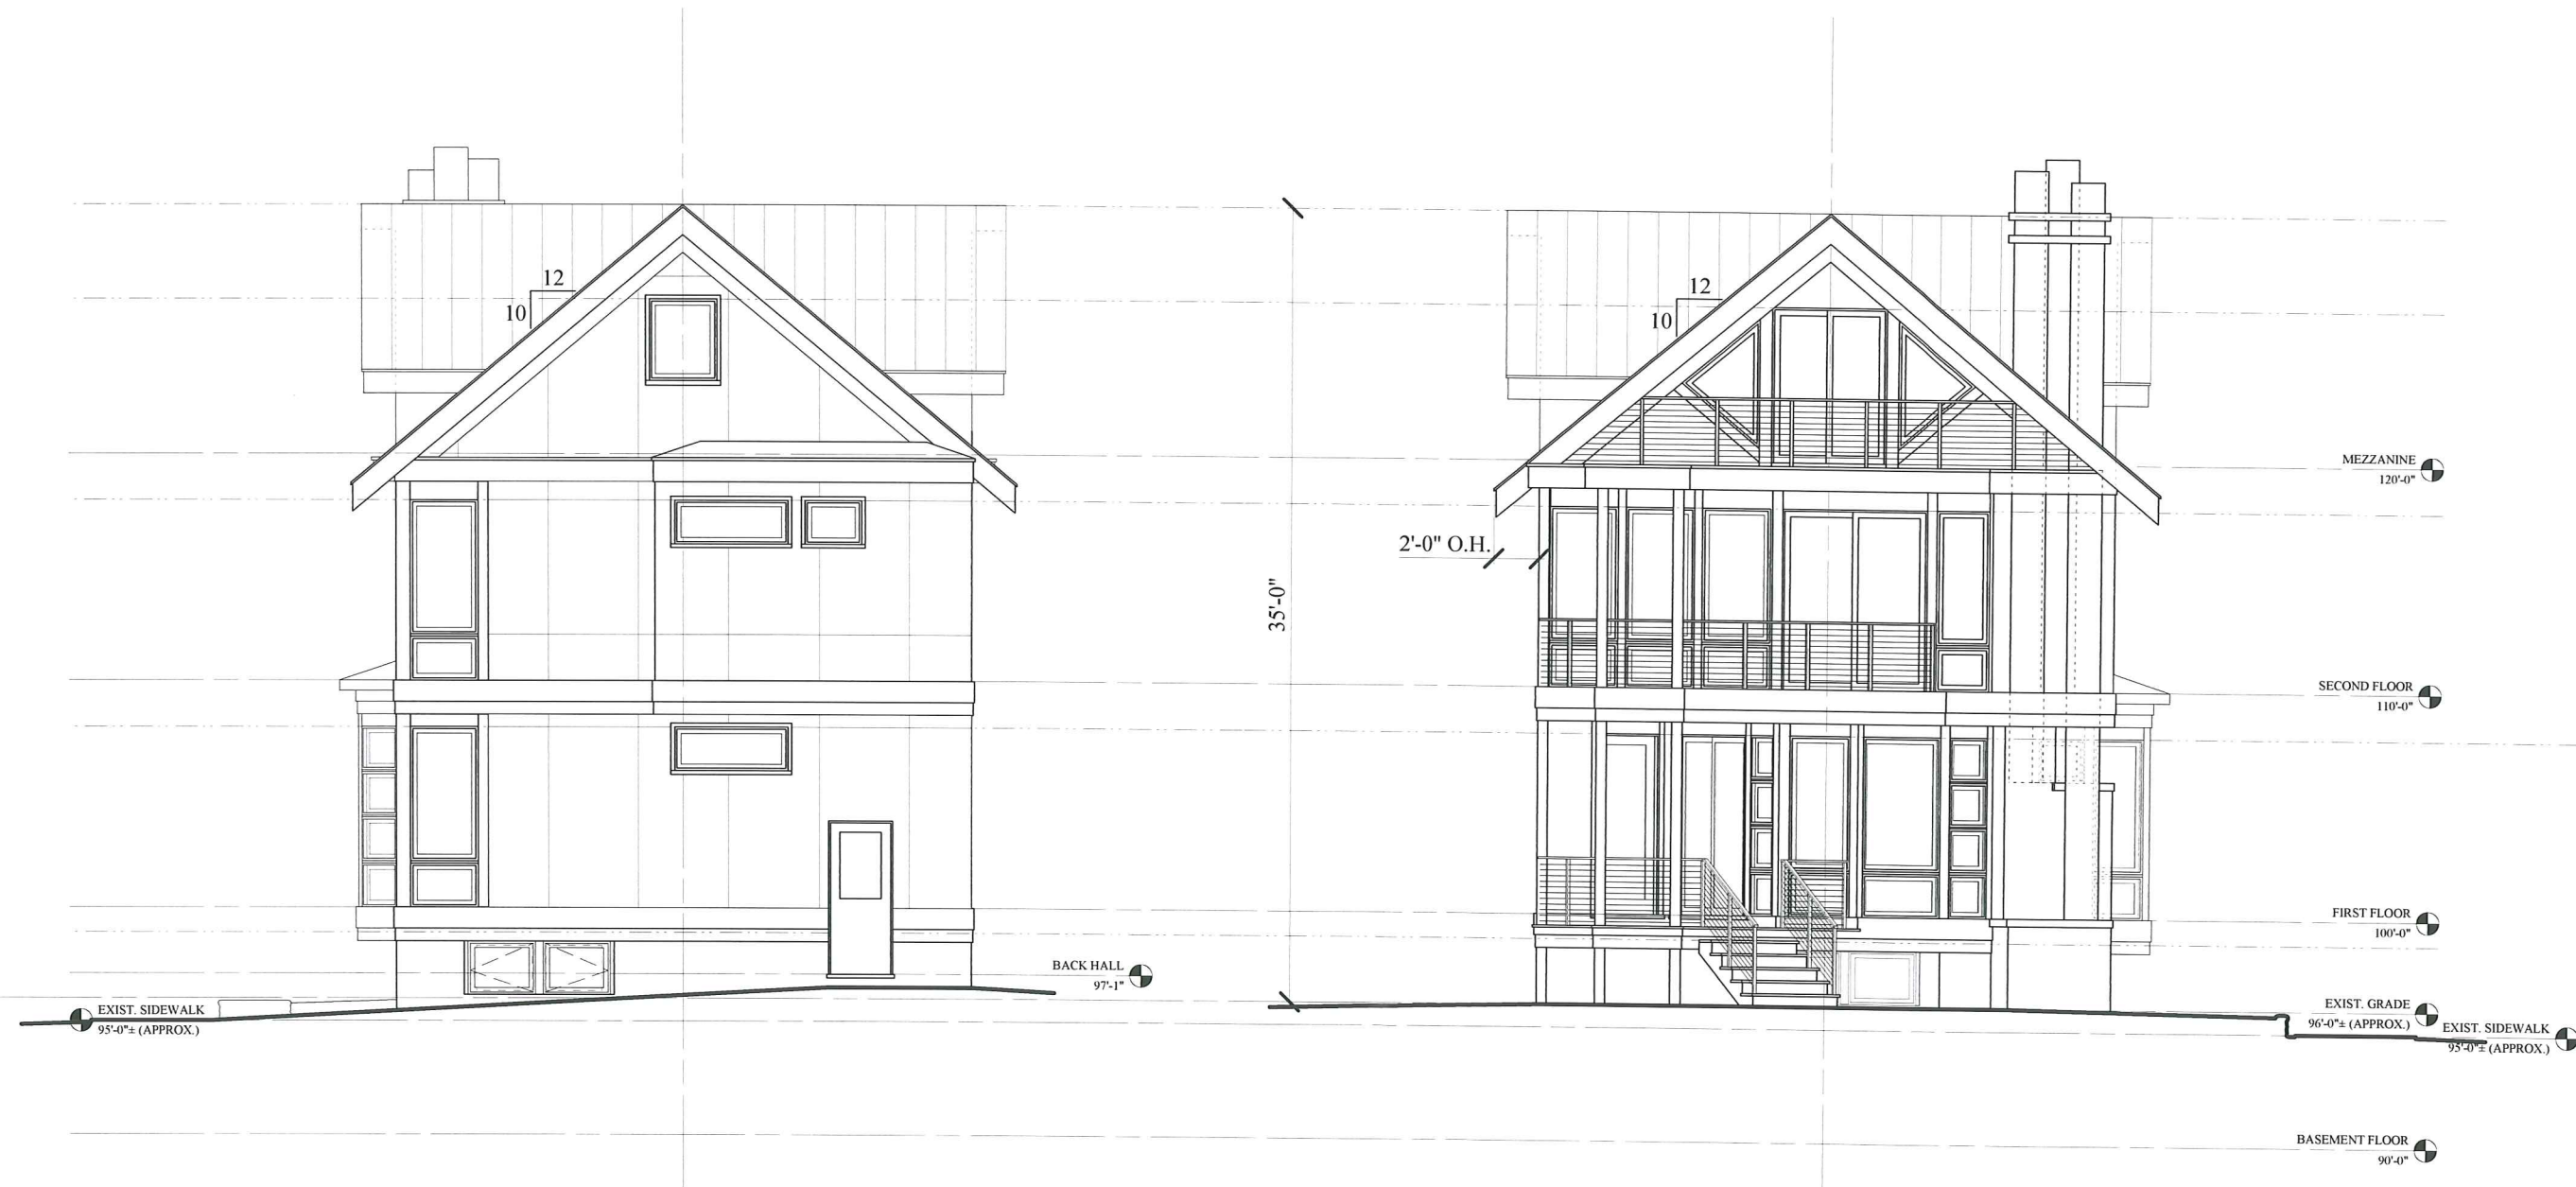 12
10
BACK HALL
97'-1"
EXIST. SIDEWALK
95'-0"± (APPROX.)
35'-0"
12
10
2'-0" O.H.
MEZZANINE
120'-0"
SECOND FLOOR
110'-0"
FIRST FLOOR
100'-0"
EXIST. GRADE
96'-0"± (APPROX.)
EXIST. SIDEWALK
95'-0"± (APPROX.)
BASEMENT FLOOR
90'-0"